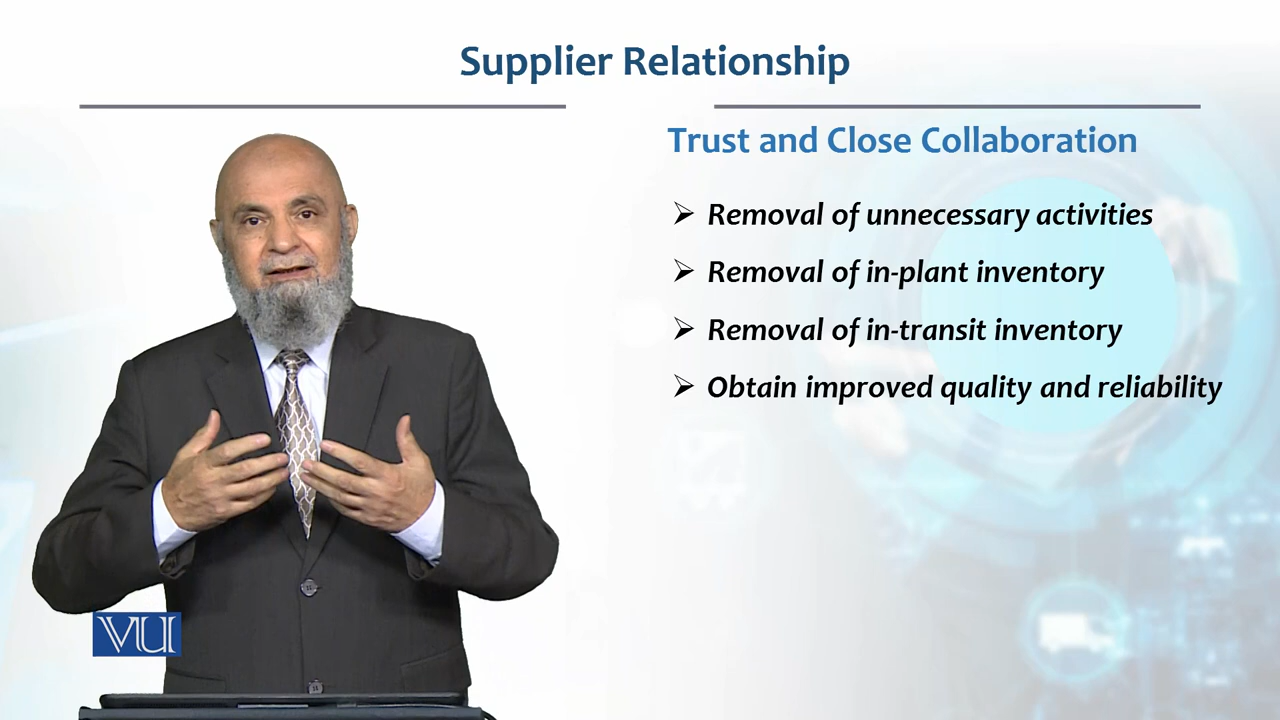 Supplier Relationship
Trust and Close Collaboration
➢ Removal of unnecessary activities
➢ Removal of in-plant inventory
➢ Removal of in-transit inventory
➢ Obtain improved quality and reliability
VU